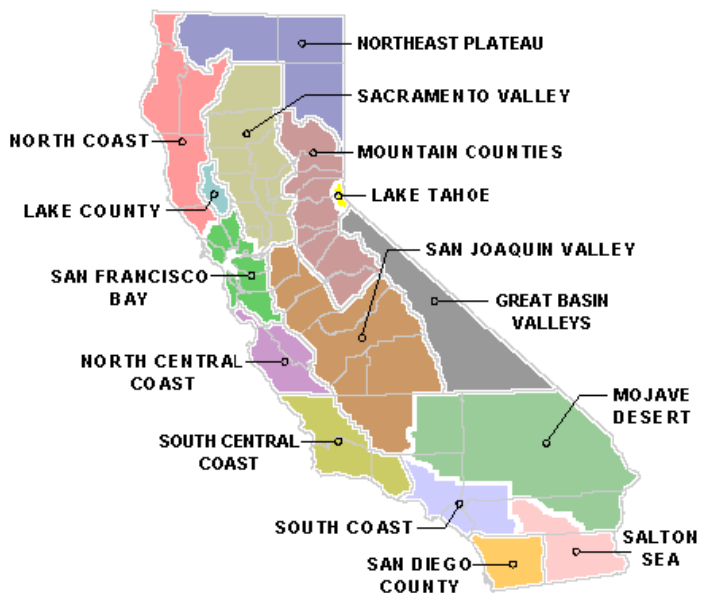 NORTHEAST PLATEAU
SACRAMENTO VALLEY
NORTH COAST
MOUNTAIN COUNTIES
LAKE TAHOE
LAKE COUNTY
SAN JOAQUIN VALLEY
SAN FRANCISCO
BAY
GREAT BASIN
VALLEYS
NORTH CENTRAL
COAST
MOJAVE
DESERT
SOUTH CENTRAL
COAST
SOUTH COAST
SALTON
SEA
SAN DIEGO
COUNTY